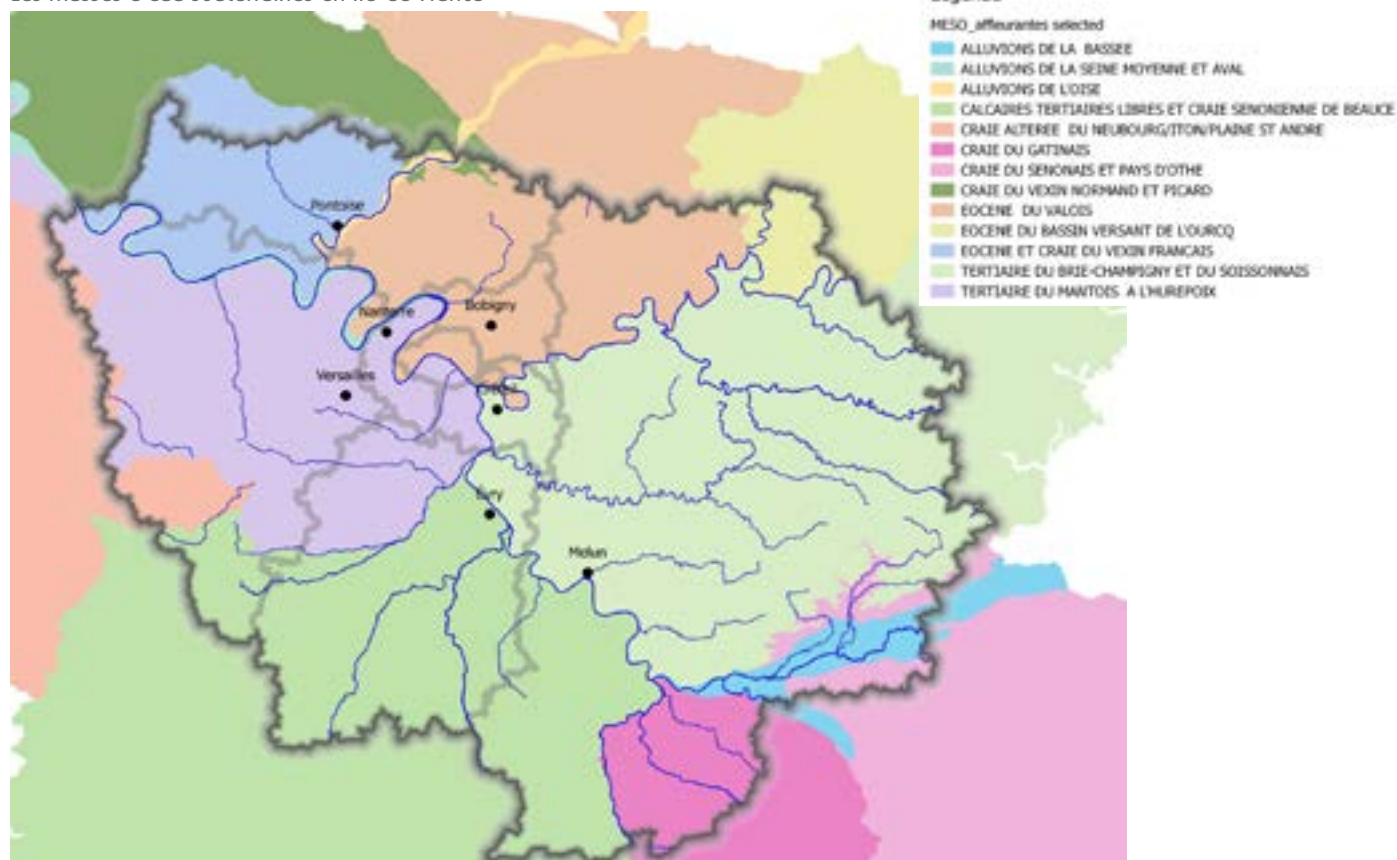 MESO_affleurantes selected
ALLUVIONS DE LA BASSEE
ALLUVIONS DE LA SEINE MOYENNE ET AVAL
ALLUVIONS DE L'OISE
CALCAIRES TERTIAIRES LIBRES ET CRAIE SENONIENNE DE BEAUCE
CRAIE ALTEREE DU NEUBOURG/ITON/PLAINE ST ANDRE
CRAIE DU GATINAIS
CRAIE DU SENONAIS ET PAYS D'OTHE
CRAIE DU VEXIN NORMAND ET PICARD
EOCENE DU VALOIS
EOCENE DU BASSIN VERSANT DE L'OURCQ
EOCENE ET CRAIE DU VEXIN FRANCAIS
TERTIAIRE DU BRIE-CHAMPIGNY ET DU SOISSONNAIS
TERTIAIRE DU MANTOIS A L'HUREPOIX
Pontoise
Nanterre
Bobigny
Versailles
Evry
Melun